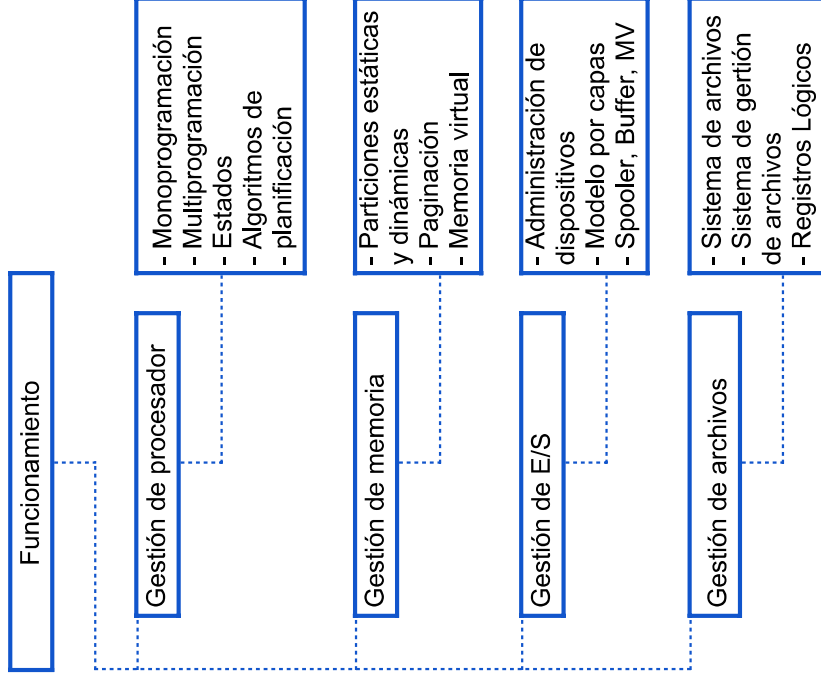 Funcionamiento
Gestión de procesador
- Monoprogramación
- Multiprogramación
- Estados
- Algoritmos de
- planificación
Gestión de memoria
- Particiones estáticas
y dinámicas
- Paginación
- Memoria virtual
Gestión de E/S
- Administración de
dispositivos
- Modelo por capas
- Spooler, Buffer, MV
Gestión de archivos
- Sistema de archivos
- Sistema de gertión
de archivos
- Registros Lógicos